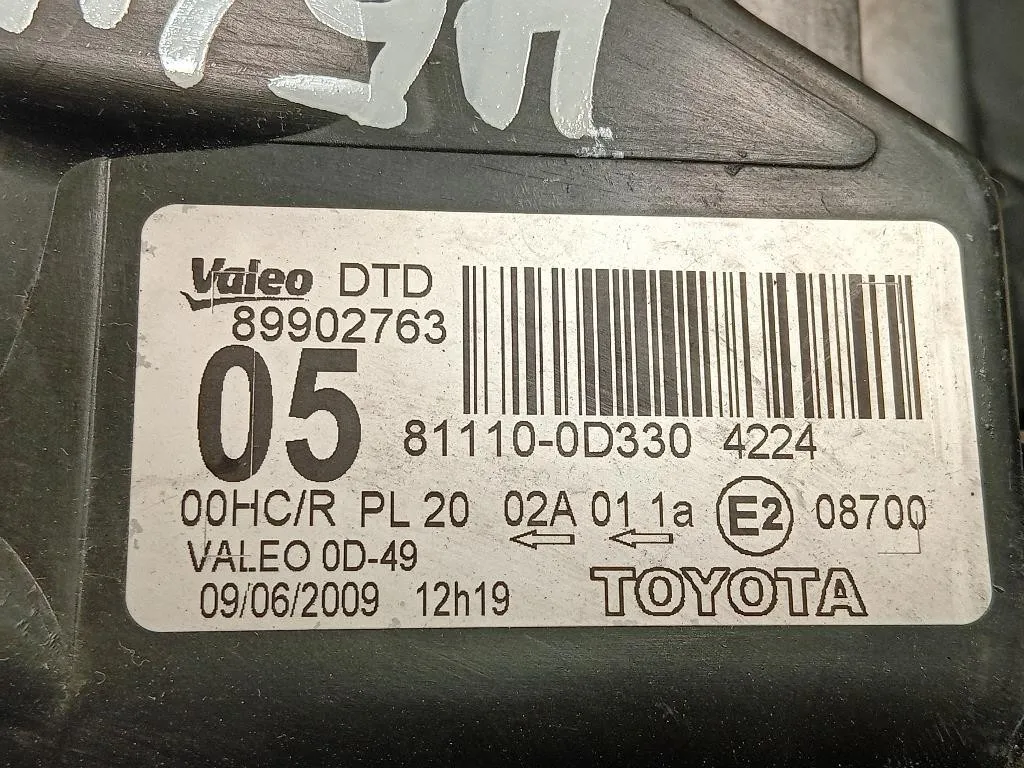 Valeo DTD
89902763
05
81110-0D330 4224
00HC/R PL 20 02A 01 1a E2 08700
← ←
VALEO 0D-49
09/06/2009 12h19 TOYOTA